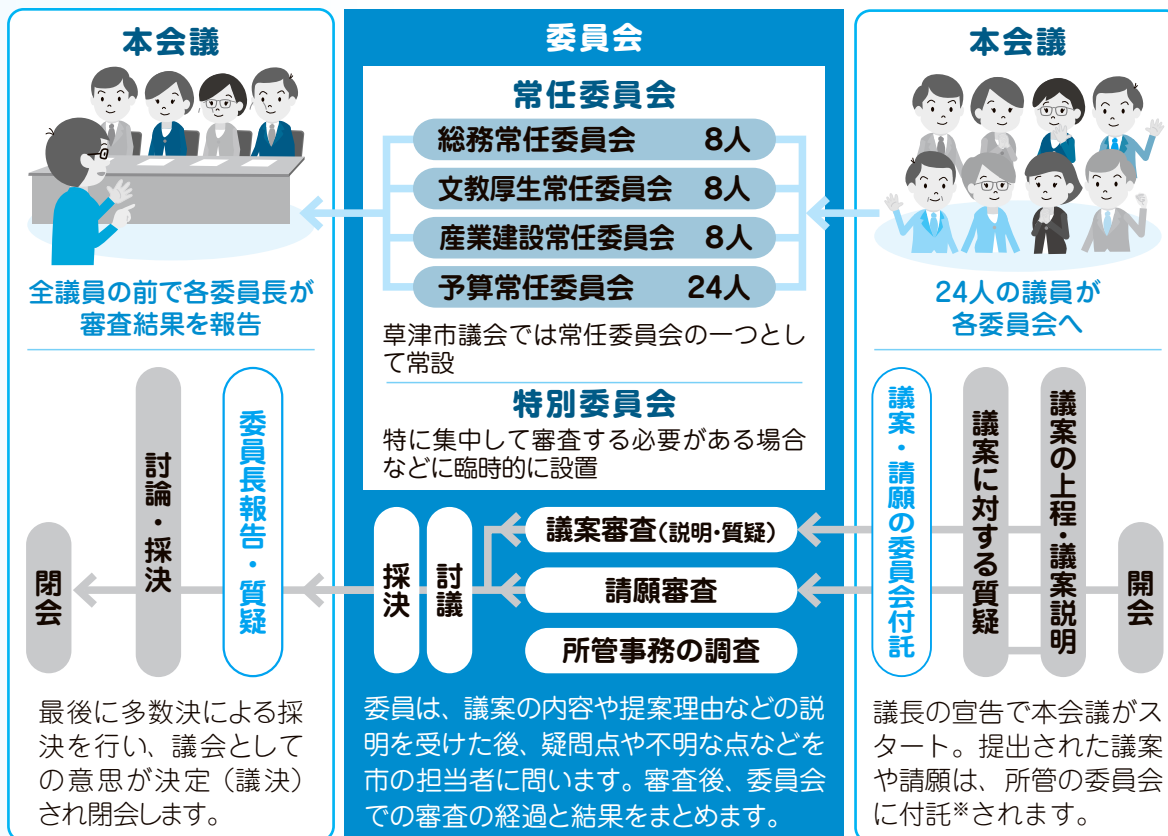 本会議
24人の議員が
各委員会へ
開会
議案の上程・議案説明
議案に対する質疑
議案・請願の委員会付託
議長の宣告で本会議がス
タート。提出された議案
や請願は、所管の委員会
に付託※されます。
委員会
常任委員会
総務常任委員会 8人
文教厚生常任委員会 8人
産業建設常任委員会 8人
予算常任委員会 24人
草津市議会では常任委員会の一つとし
て常設
特別委員会
特に集中して審査する必要がある場合
などに臨時的に設置
議案審査(説明・質疑)
請願審査
所管事務の調査
討議
採決
委員は、議案の内容や提案理由などの説
明を受けた後、疑問点や不明な点などを
市の担当者に問います。審査後、委員会
での審査の経過と結果をまとめます。
本会議
全議員の前で各委員長が
審査結果を報告
委員長報告・質疑
討論・採決
閉会
最後に多数決による採
決を行い、議会として
の意思が決定(議決)
され閉会します。